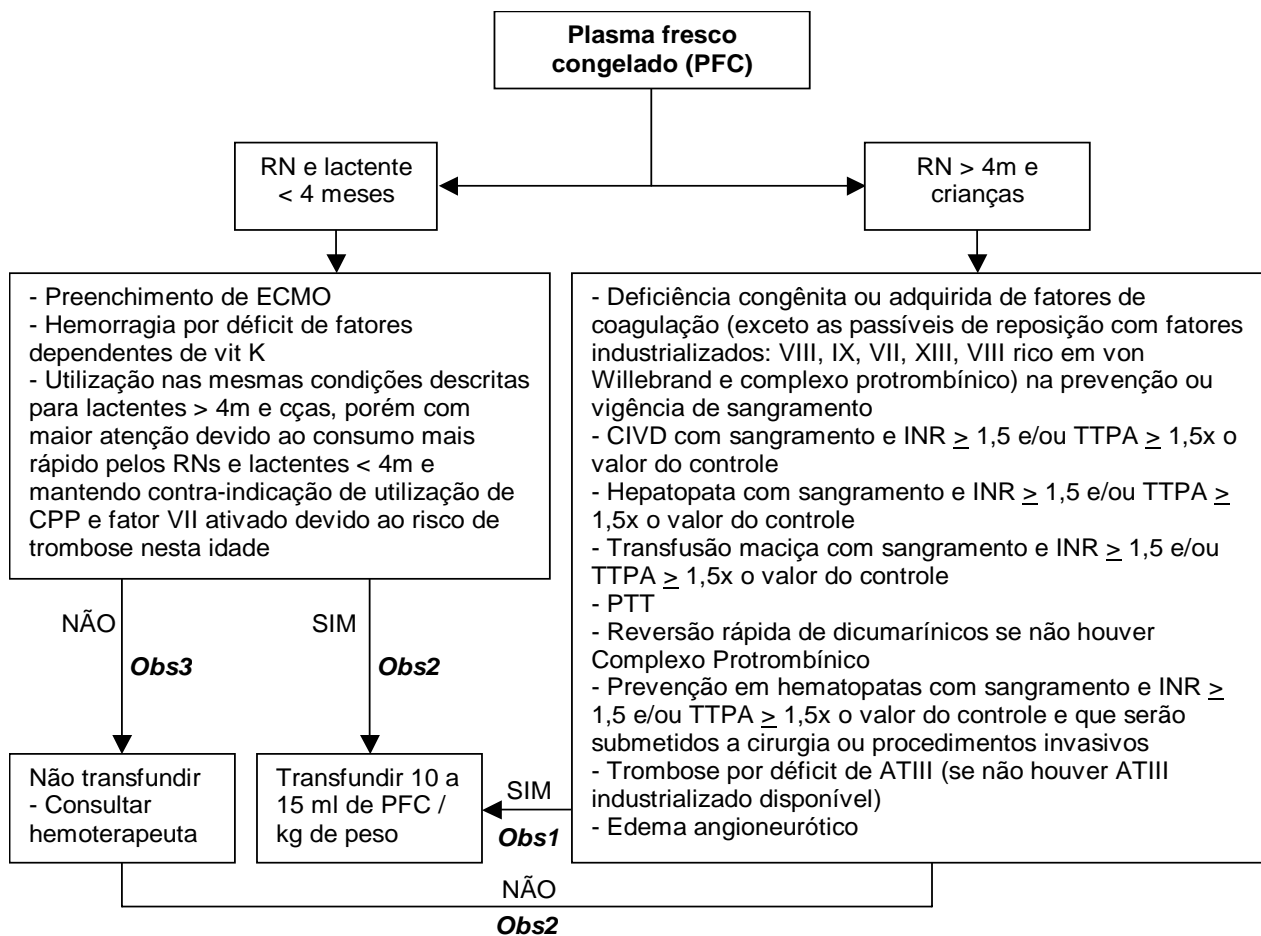 Plasma fresco
congelado (PFC)
RN e lactente
< 4 meses
RN > 4m e
crianças
- Preenchimento de ECMO
- Hemorragia por déficit de fatores
dependentes de vit K
- Utilização nas mesmas condições descritas
para lactentes > 4m e cças, porém com
maior atenção devido ao consumo mais
rápido pelos RNs e lactentes < 4m e
mantendo contra-indicação de utilização de
CPP e fator VII ativado devido ao risco de
trombose nesta idade
- Deficiência congênita ou adquirida de fatores de
coagulação (exceto as passíveis de reposição com fatores
industrializados: VIII, IX, VII, XIII, VIII rico em von
Willebrand e complexo protrombínico) na prevenção ou
vigência de sangramento
- CIVD com sangramento e INR ≥ 1,5 e/ou TTPA ≥ 1,5x o
valor do controle
- Hepatopata com sangramento e INR ≥ 1,5 e/ou TTPA ≥
1,5x o valor do controle
- Transfusão maciça com sangramento e INR ≥ 1,5 e/ou
TTPA ≥ 1,5x o valor do controle
- PTT
- Reversão rápida de dicumarínicos se não houver
Complexo Protrombínico
- Prevenção em hematopatas com sangramento e INR ≥
1,5 e/ou TTPA ≥ 1,5x o valor do controle e que serão
submetidos a cirurgia ou procedimentos invasivos
- Trombose por déficit de ATIII (se não houver ATIII
industrializado disponível)
- Edema angioneurótico
NÃO
Obs3
SIM
Obs2
Não transfundir
- Consultar
hemoterapeuta
Transfundir 10 a
15 ml de PFC /
kg de peso
SIM
Obs1
NÃO
Obs2